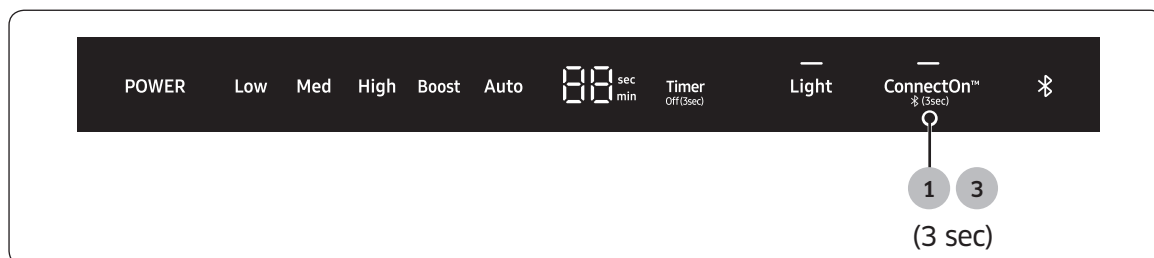 POWER Low Med High Boost Auto 88 sec min Timer Off(3sec) Light ConnectOn™ (3sec)
1 3
(3 sec)